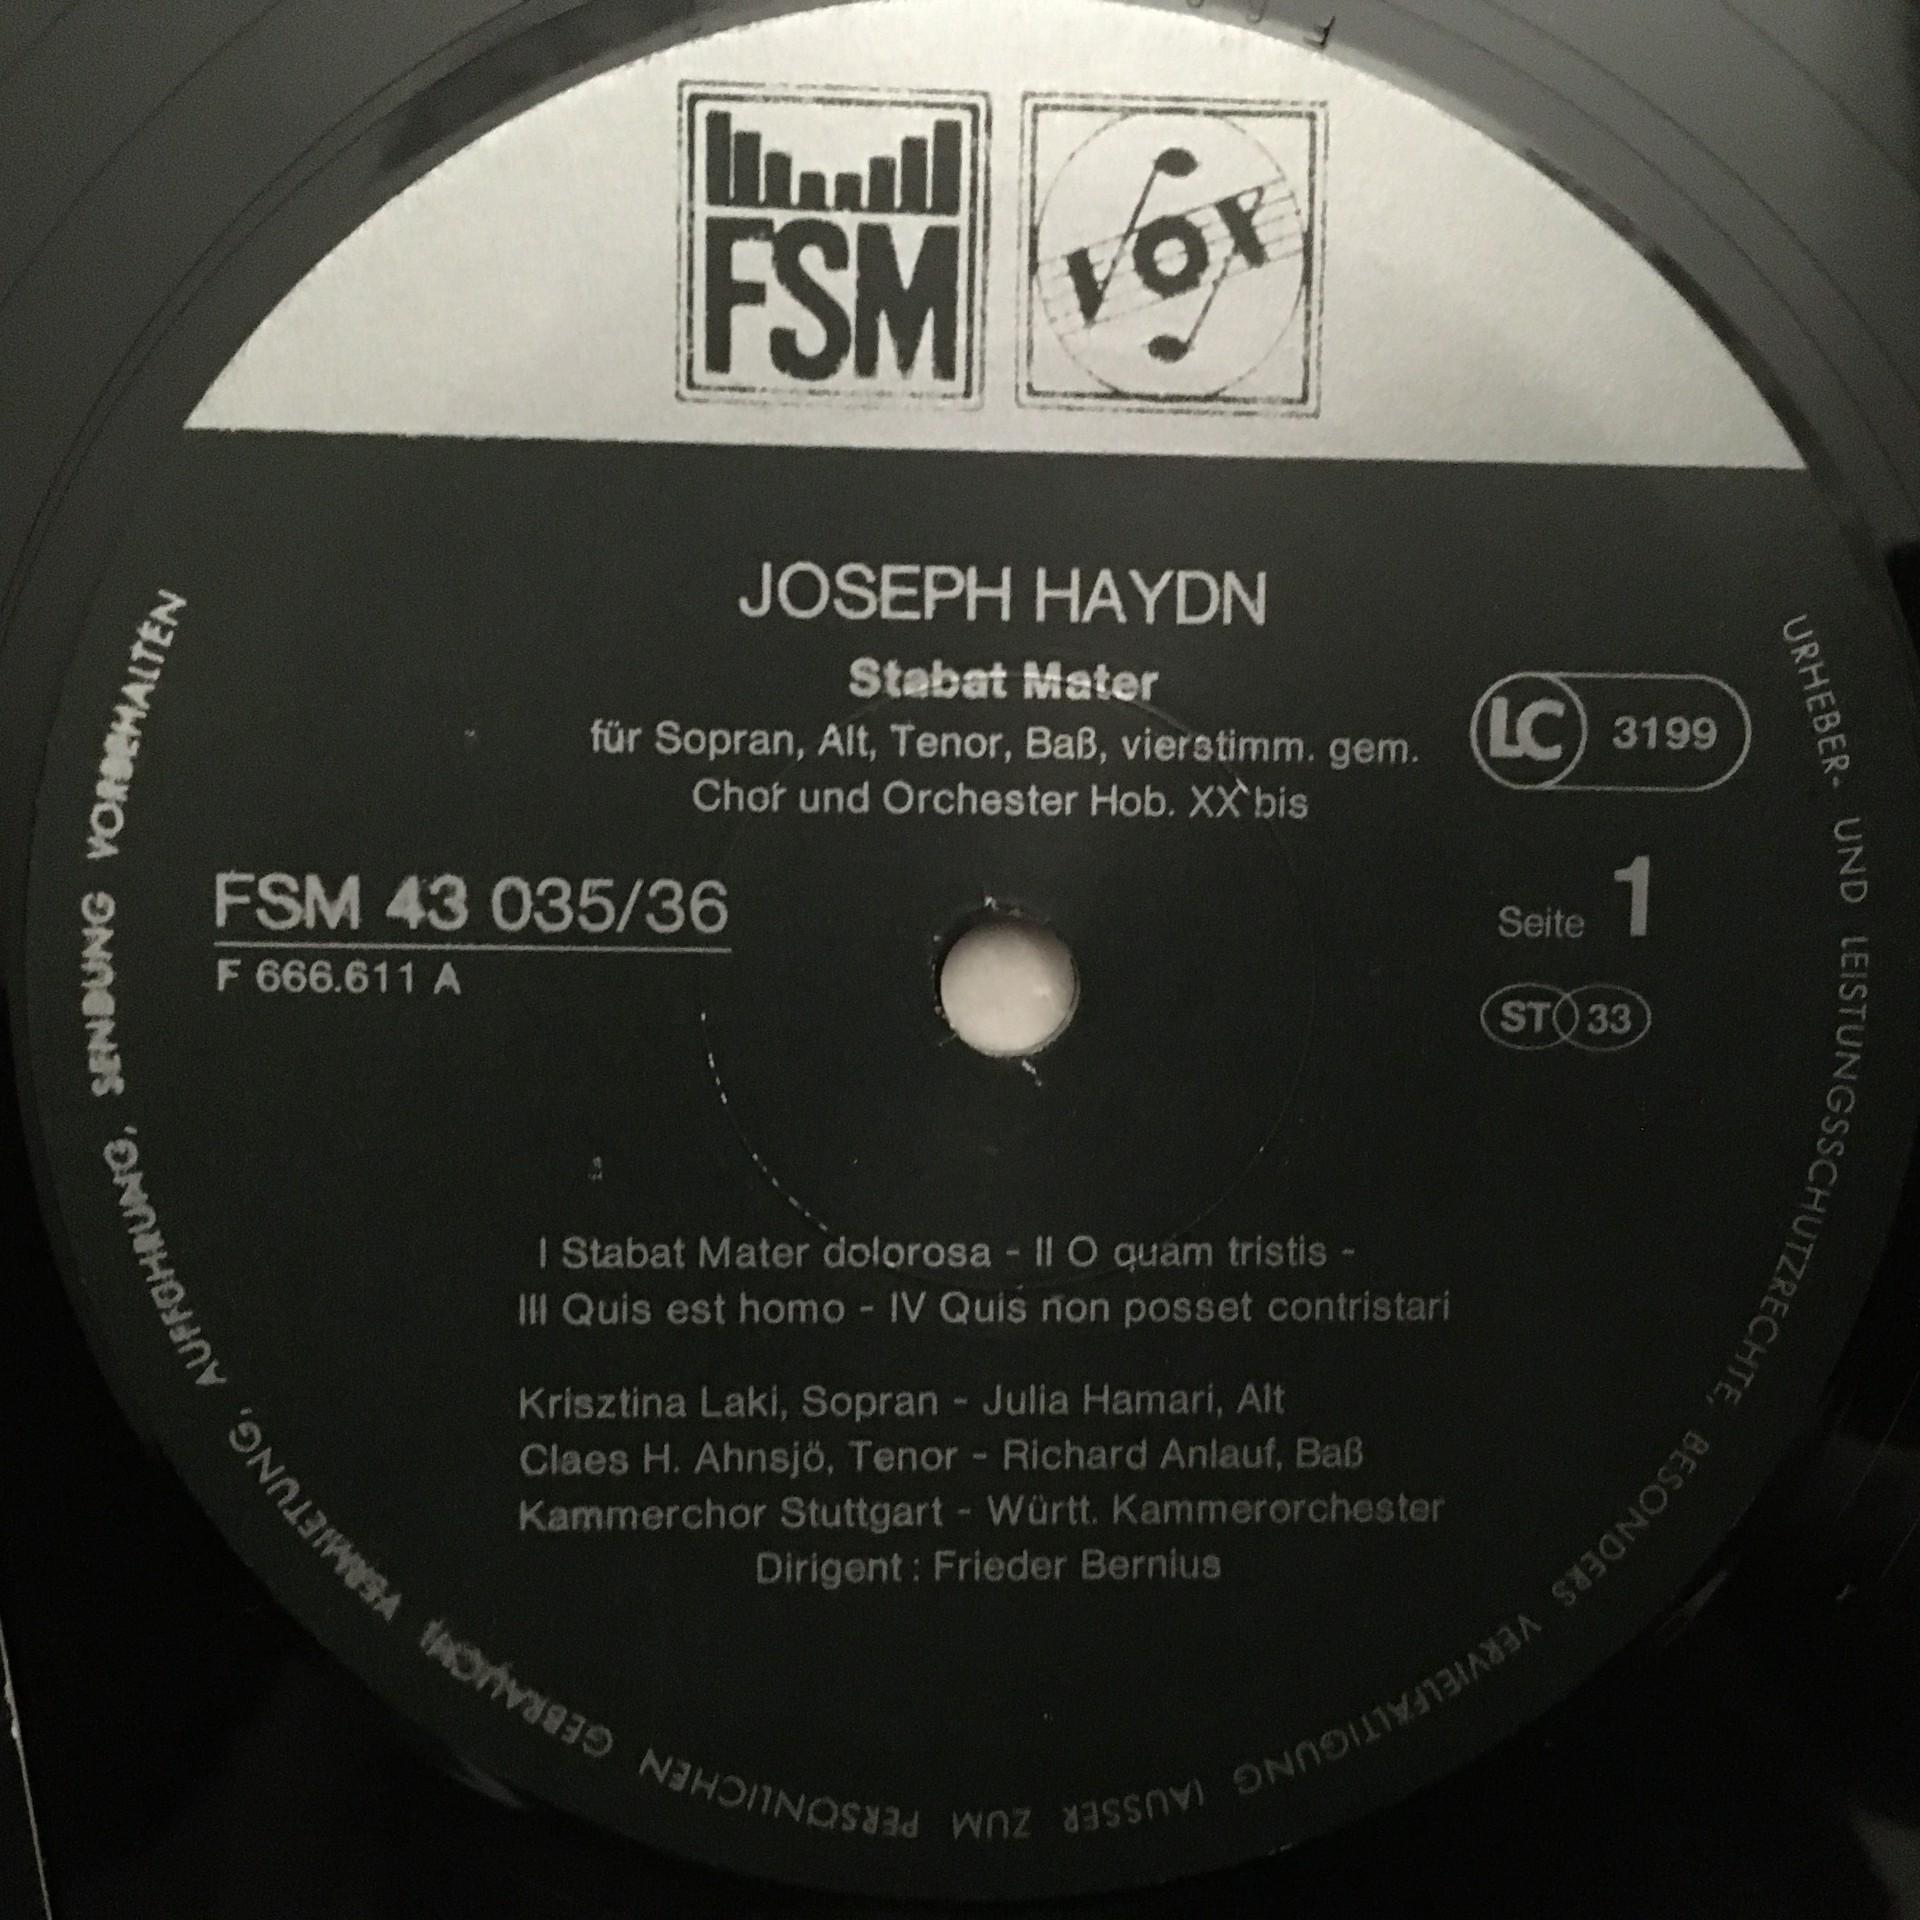 FSM VOX
JOSEPH HAYDN
Stabat Mater
für Sopran, Alt, Tenor, Baß, vierstimm. gem.
Chor und Orchester Hob. XX bis
LC 3199
FSM 43 035/36
F 666.611 A
Seite 1
ST 33
I Stabat Mater dolorosa - II O quam tristis -
III Quis est homo - IV Quis non posset contristari
Krisztina Laki, Sopran - Julia Hamari, Alt
Claes H. Ahnsjö, Tenor - Richard Anlauf, Baß
Kammerchor Stuttgart - Württ. Kammerorchester
Dirigent : Frieder Bernius
URHEBER- UND LEISTUNGSSCHUTZRECHTE, BESONDERS VERVIELFÄLTIGUNG (AUSSER ZUM PERSÖNLICHEN GEBRAUCH) VERMIETUNG, AUFFÜHRUNG, SENDUNG VORBEHALTEN